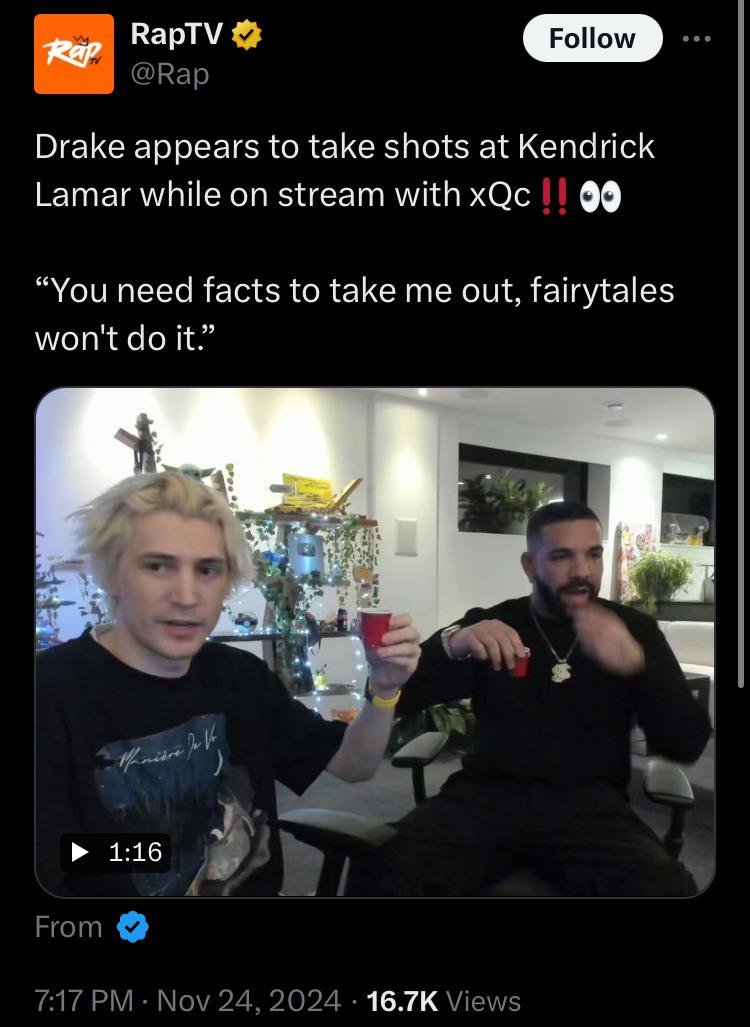 RapTV
@Rap
Follow
Rap TV
Drake appears to take shots at Kendrick
Lamar while on stream with xQc‼️👀
“You need facts to take me out, fairytales
won't do it.”
Manière De Vo
1:16
From
7:17 PM · Nov 24, 2024 · 16.7K Views